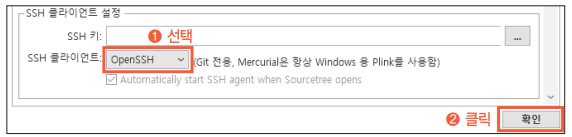 SSH 클라이언트 설정
SSH 키:
❶ 선택
...
SSH 클라이언트: OpenSSH (Git 전용, Mercurial은 항상 Windows 용 Plink를 사용함)
Automatically start SSH agent when Sourcetree opens
❷ 클릭 확인